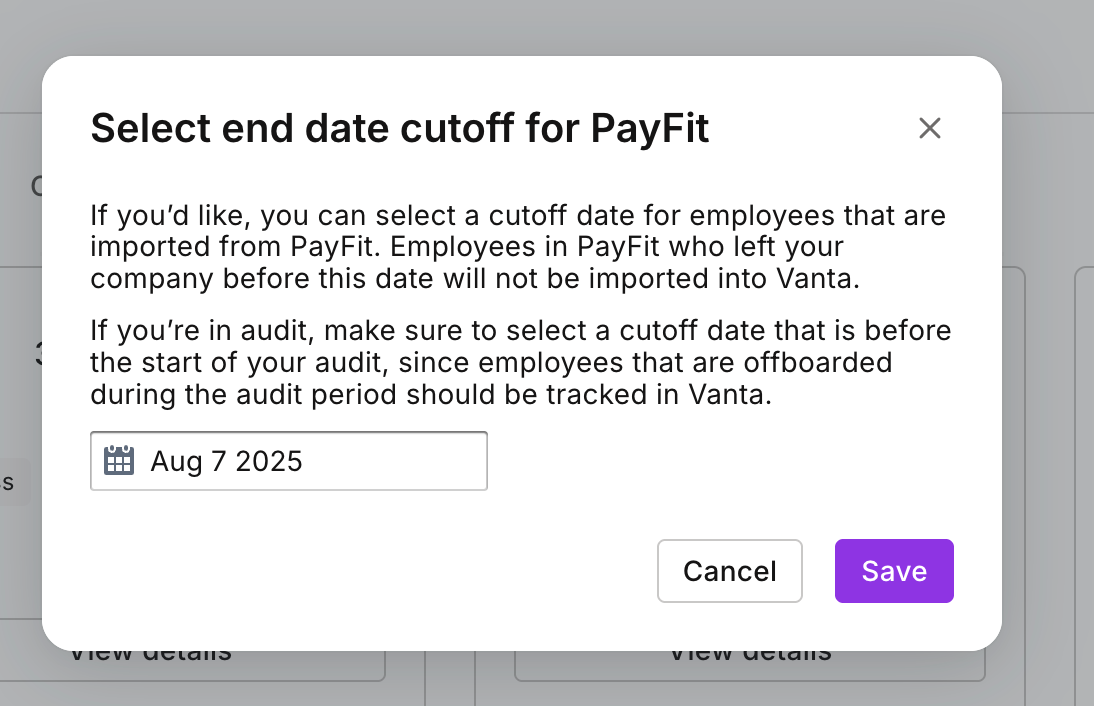 Select end date cutoff for PayFit
If you’d like, you can select a cutoff date for employees that are
imported from PayFit. Employees in PayFit who left your
company before this date will not be imported into Vanta.
If you’re in audit, make sure to select a cutoff date that is before
the start of your audit, since employees that are offboarded
during the audit period should be tracked in Vanta.
Aug 7 2025
Cancel
Save
View details
View details